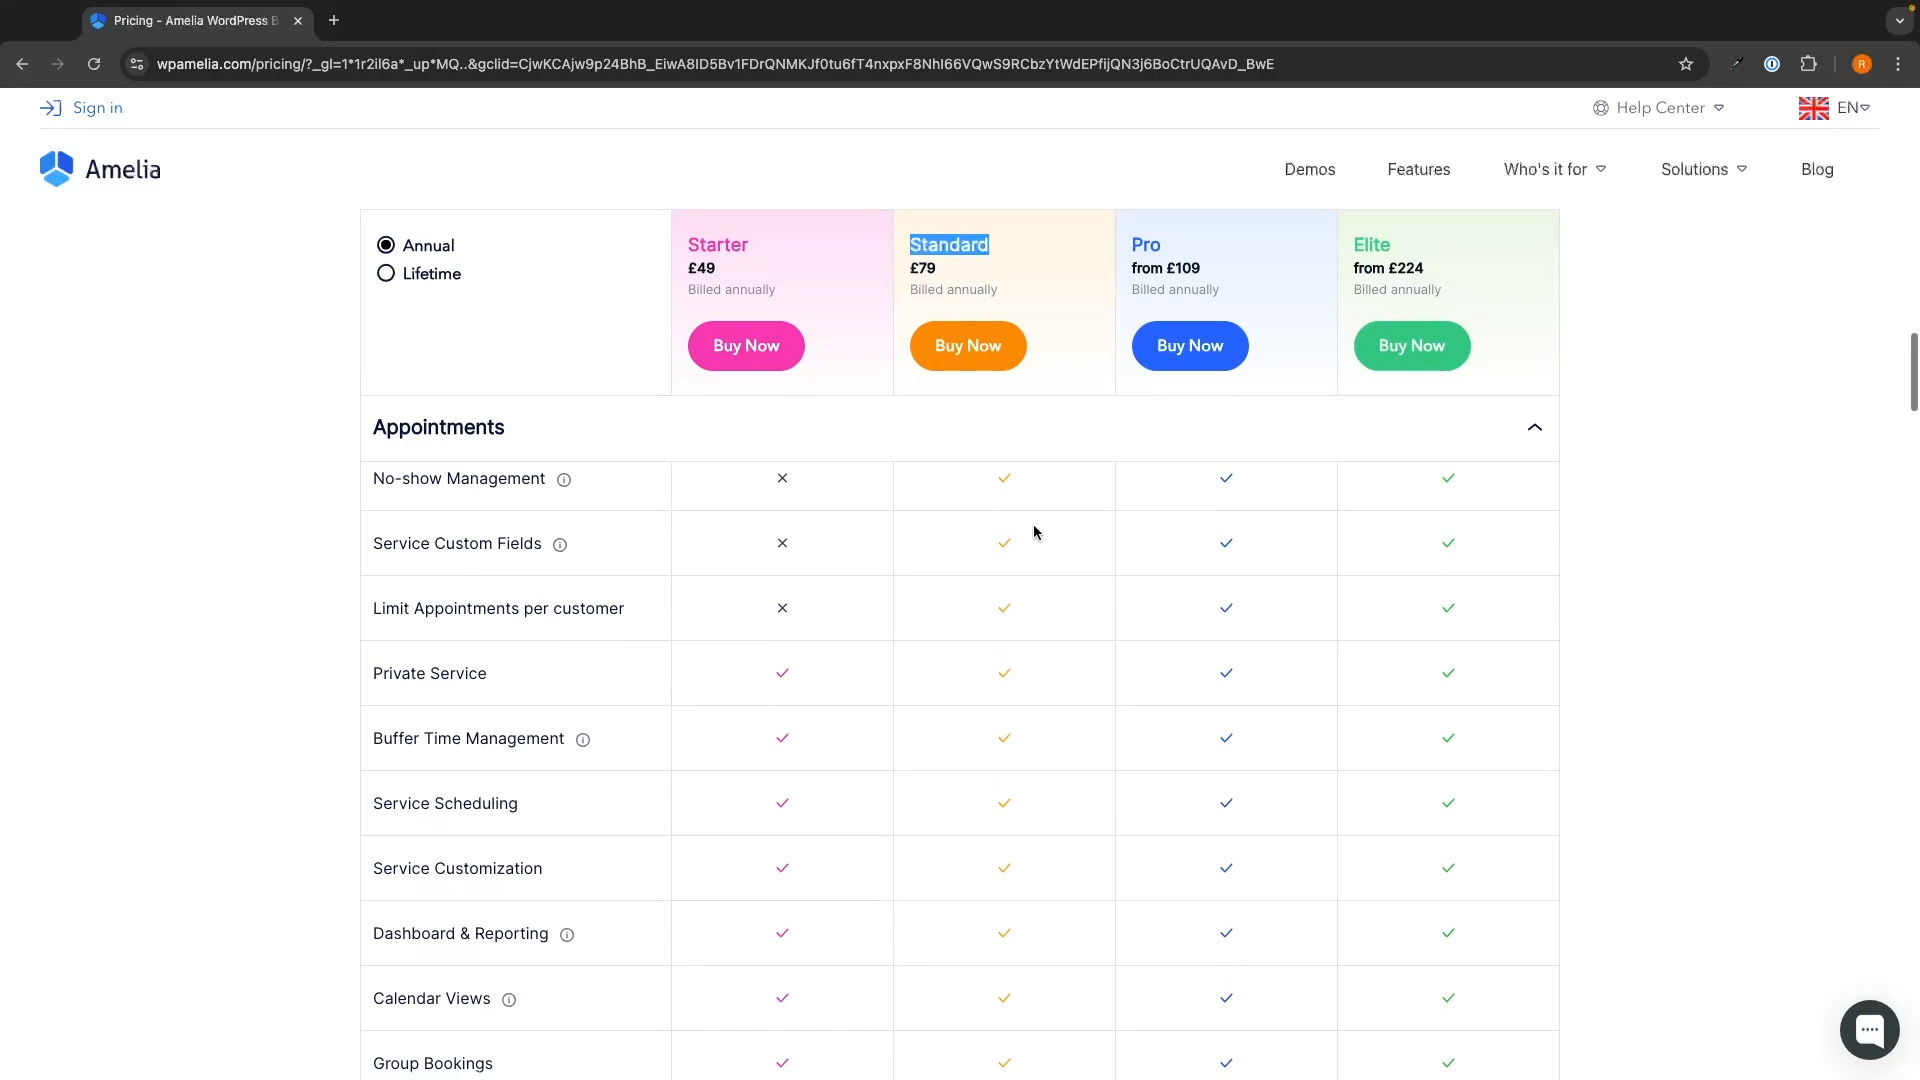 Pricing - Amelia WordPress B
wpamelia.com/pricing/?_gl=1*1r2il6a*_up*MQ..&gclid=CjwKCAjw9p24BhB_EiwA8ID5Bv1FDrQNMKJf0tu6fT4nxpxF8NhI66VQwS9RCbzYtWdEPfijQN3j6BoCtrUQAvD_BwE
R
Sign in
Help Center
EN
Amelia
Demos
Features
Who's it for
Solutions
Blog
Annual
Lifetime
Starter
£49
Billed annually
Buy Now
Standard
£79
Billed annually
Buy Now
Pro
from £109
Billed annually
Buy Now
Elite
from £224
Billed annually
Buy Now
Appointments
No-show Management
Service Custom Fields
Limit Appointments per customer
Private Service
Buffer Time Management
Service Scheduling
Service Customization
Dashboard & Reporting
Calendar Views
Group Bookings